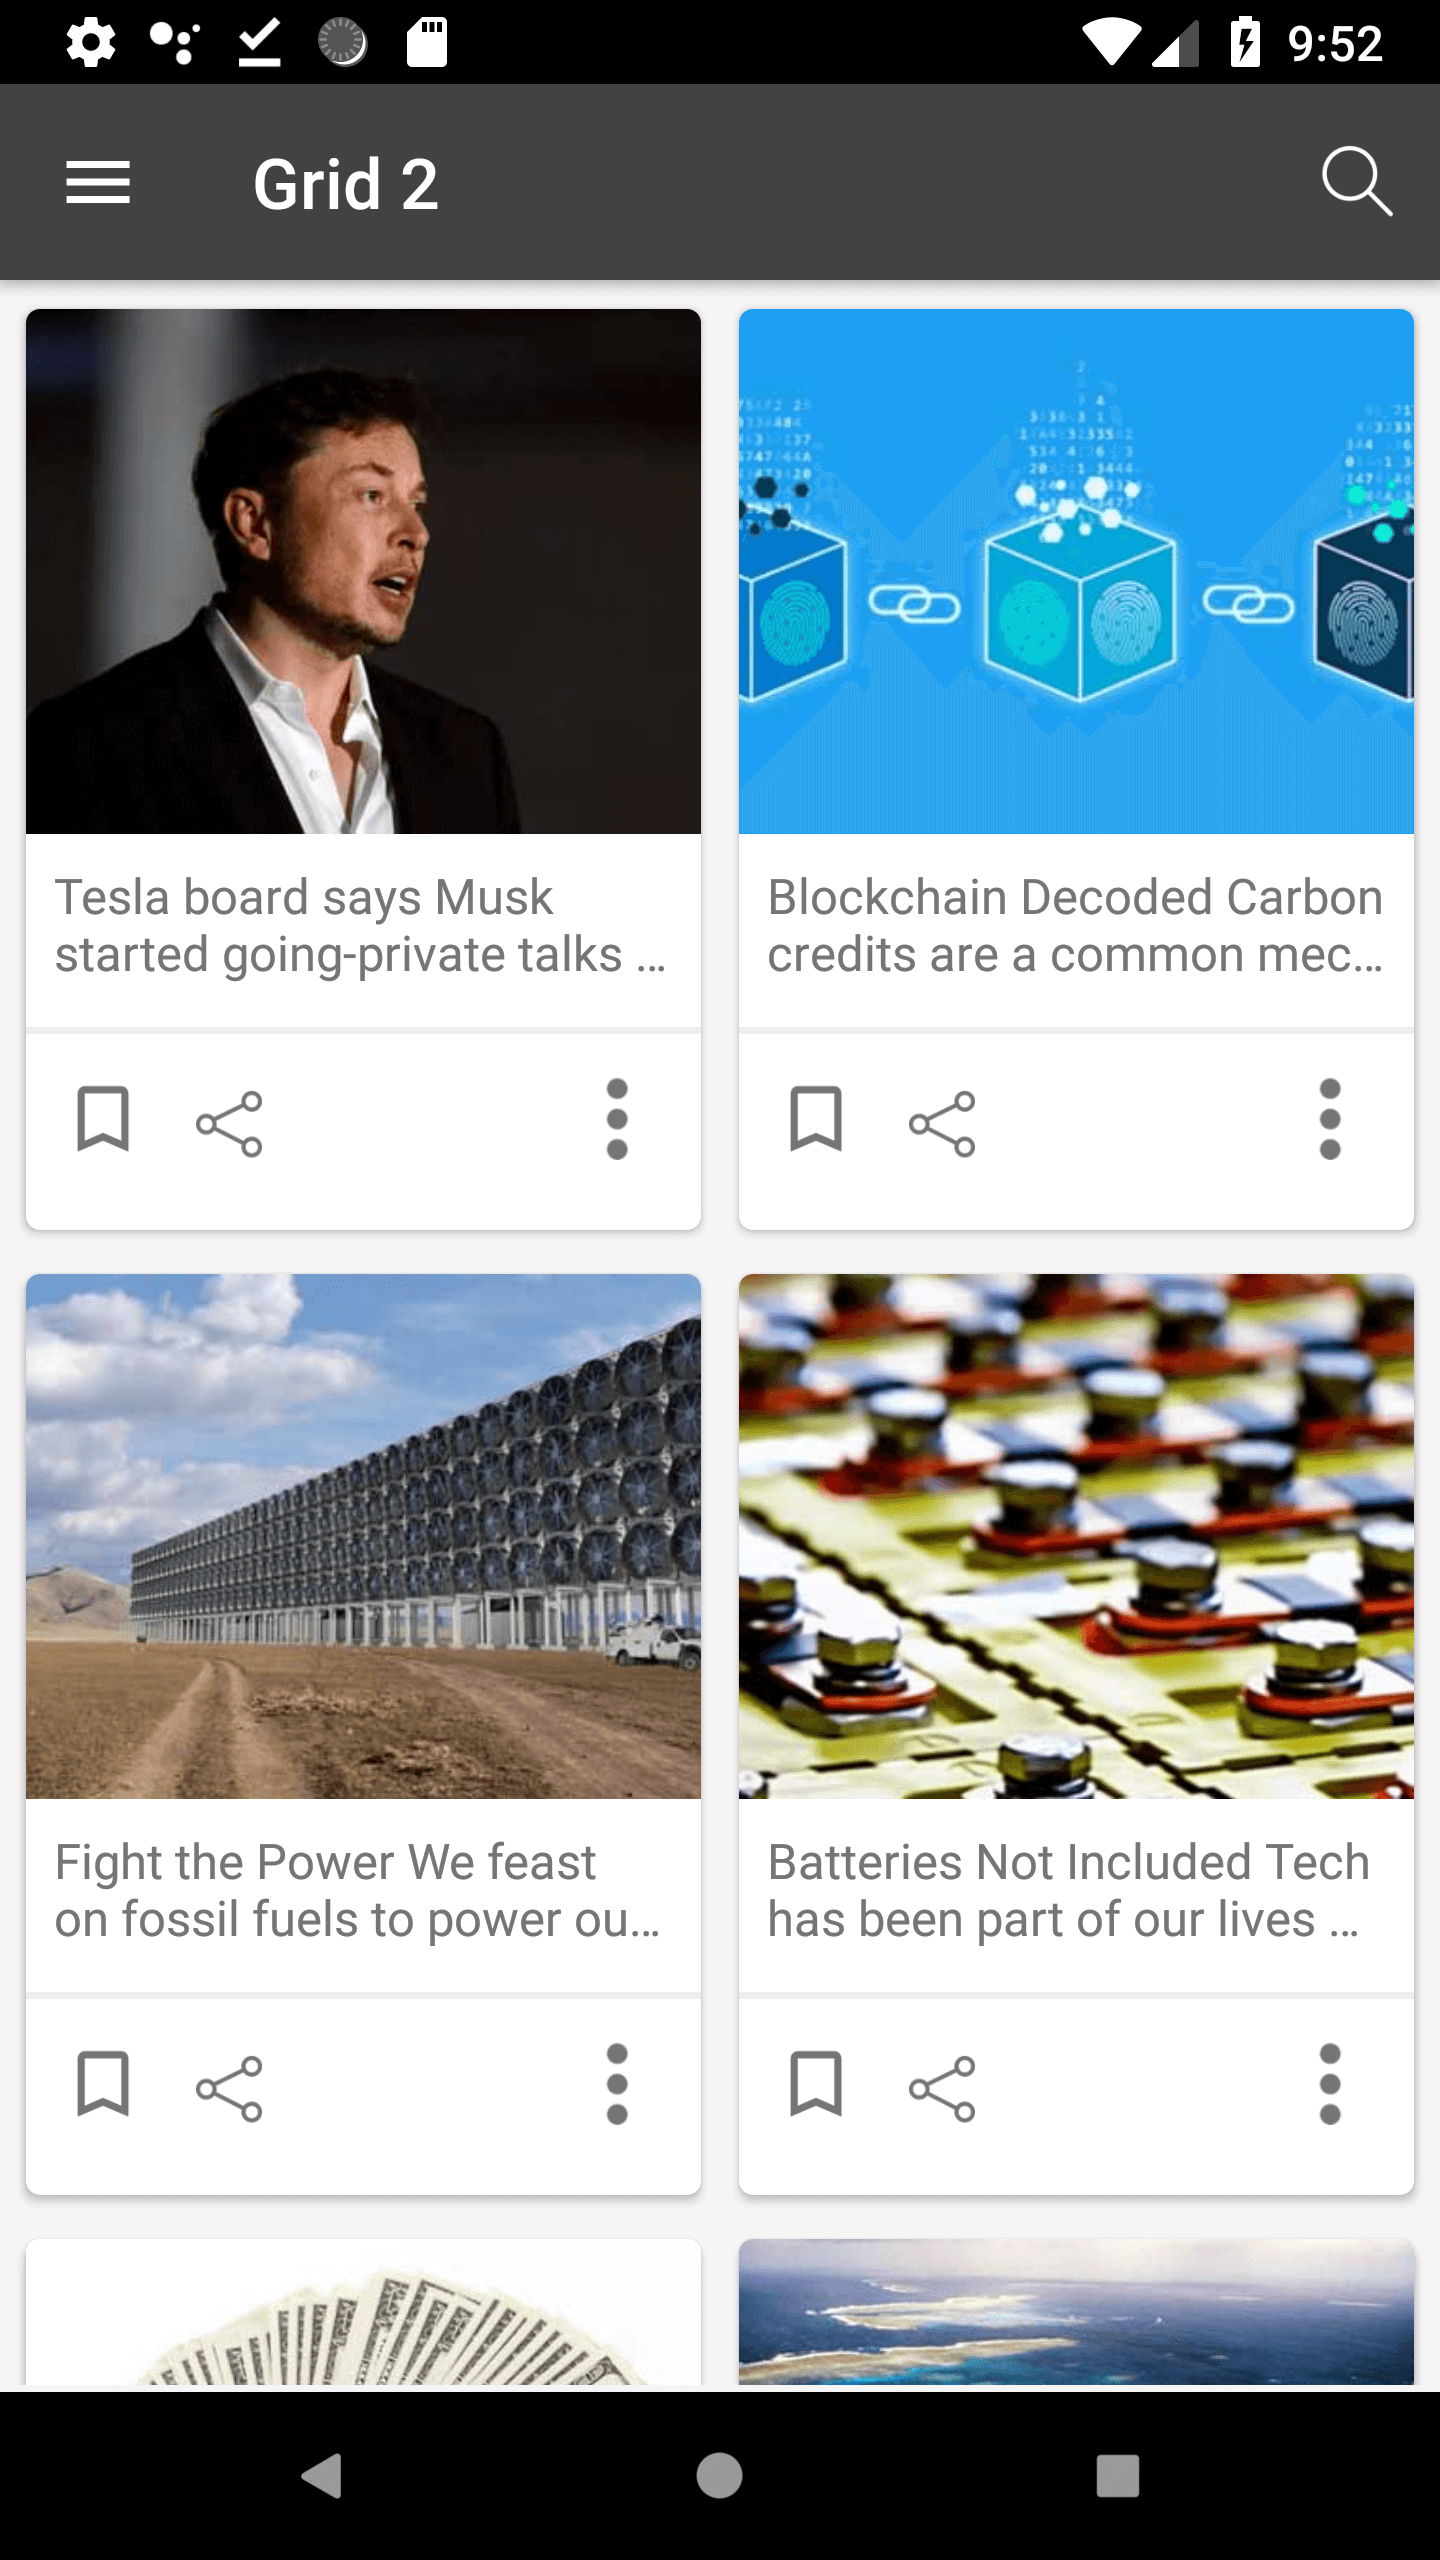 9:52
Grid 2
Tesla board says Musk
started going-private talks ...
Blockchain Decoded Carbon
credits are a common mec...
Fight the Power We feast
on fossil fuels to power ou...
Batteries Not Included Tech
has been part of our lives ...